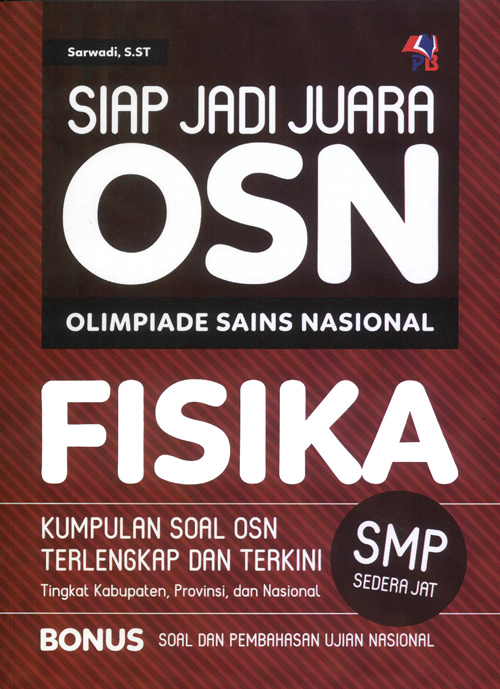 Sarwadi, S.ST
PB
SIAP JADI JUARA
OSN
OLIMPIADE SAINS NASIONAL
FISIKA
KUMPULAN SOAL OSN
TERLENGKAP DAN TERKINI
Tingkat Kabupaten, Provinsi, dan Nasional
SMP
SEDERAJAT
BONUS SOAL DAN PEMBAHASAN UJIAN NASIONAL